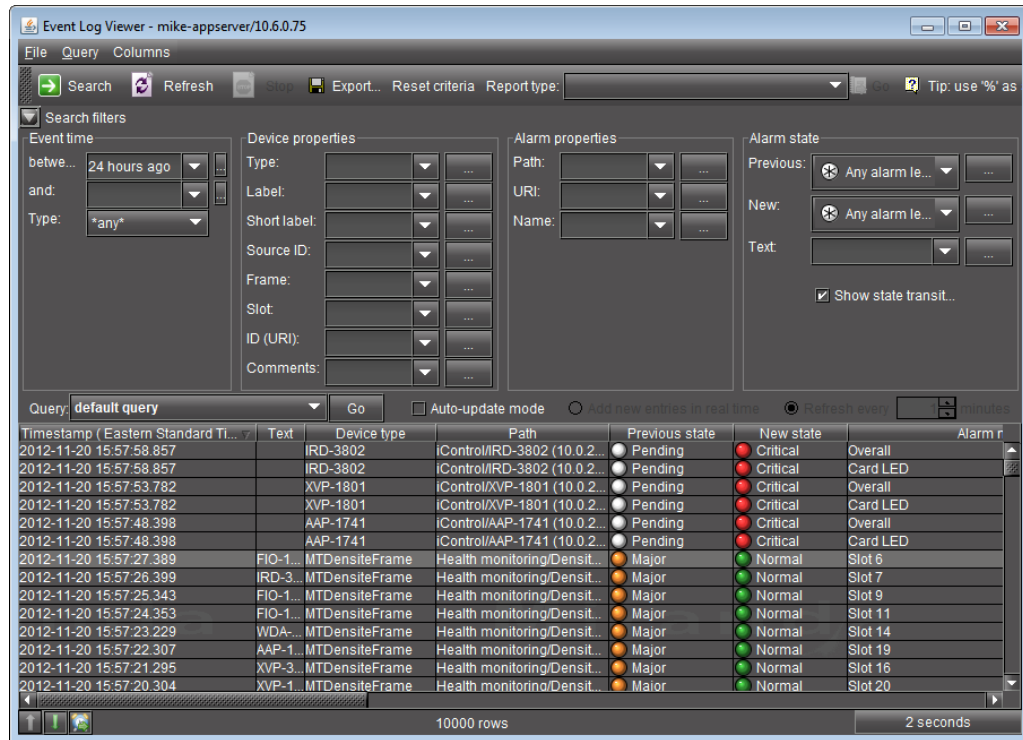 Event Log Viewer - mike-appserver/10.6.0.75
File Query Columns
Search Refresh Stop Export... Reset criteria Report type: Go Tip: use '%' as
Search filters
Event time Device properties Alarm properties Alarm state
betwe... 24 hours ago ... Type: ... Path: ... Previous: Any alarm le... ...
and: ... Label: ... URI: ... New: Any alarm le... ...
Type: *any* Short label: ... Name: ... Text: ...
Source ID: ...
Frame: ...
Show state transit...
Slot: ...
ID (URI): ...
Comments: ...
Query: default query Go Auto-update mode Add new entries in real time Refresh every 1 minutes
Timestamp ( Eastern Standard Ti... Text Device type Path Previous state New state Alarm n
2012-11-20 15:57:58.857 IRD-3802 iControl/IRD-3802 (10.0.2... Pending Critical Overall
2012-11-20 15:57:58.857 IRD-3802 iControl/IRD-3802 (10.0.2... Pending Critical Card LED
2012-11-20 15:57:53.782 XVP-1801 iControl/XVP-1801 (10.0.2... Pending Critical Overall
2012-11-20 15:57:53.782 XVP-1801 iControl/XVP-1801 (10.0.2... Pending Critical Card LED
2012-11-20 15:57:48.398 AAP-1741 iControl/AAP-1741 (10.0.2... Pending Critical Overall
2012-11-20 15:57:48.398 AAP-1741 iControl/AAP-1741 (10.0.2... Pending Critical Card LED
2012-11-20 15:57:27.389 FIO-1... MTDensiteFrame Health monitoring/Densit... Major Normal Slot 6
2012-11-20 15:57:26.399 IRD-3... MTDensiteFrame Health monitoring/Densit... Major Normal Slot 7
2012-11-20 15:57:25.343 FIO-1... MTDensiteFrame Health monitoring/Densit... Major Normal Slot 9
2012-11-20 15:57:24.353 FIO-1... MTDensiteFrame Health monitoring/Densit... Major Normal Slot 11
2012-11-20 15:57:23.229 WDA-... MTDensiteFrame Health monitoring/Densit... Major Normal Slot 14
2012-11-20 15:57:22.307 AAP-1... MTDensiteFrame Health monitoring/Densit... Major Normal Slot 19
2012-11-20 15:57:21.295 XVP-3... MTDensiteFrame Health monitoring/Densit... Major Normal Slot 16
2012-11-20 15:57:20.304 XVP-1... MTDensiteFrame Health monitoring/Densit... Major Normal Slot 20
10000 rows 2 seconds